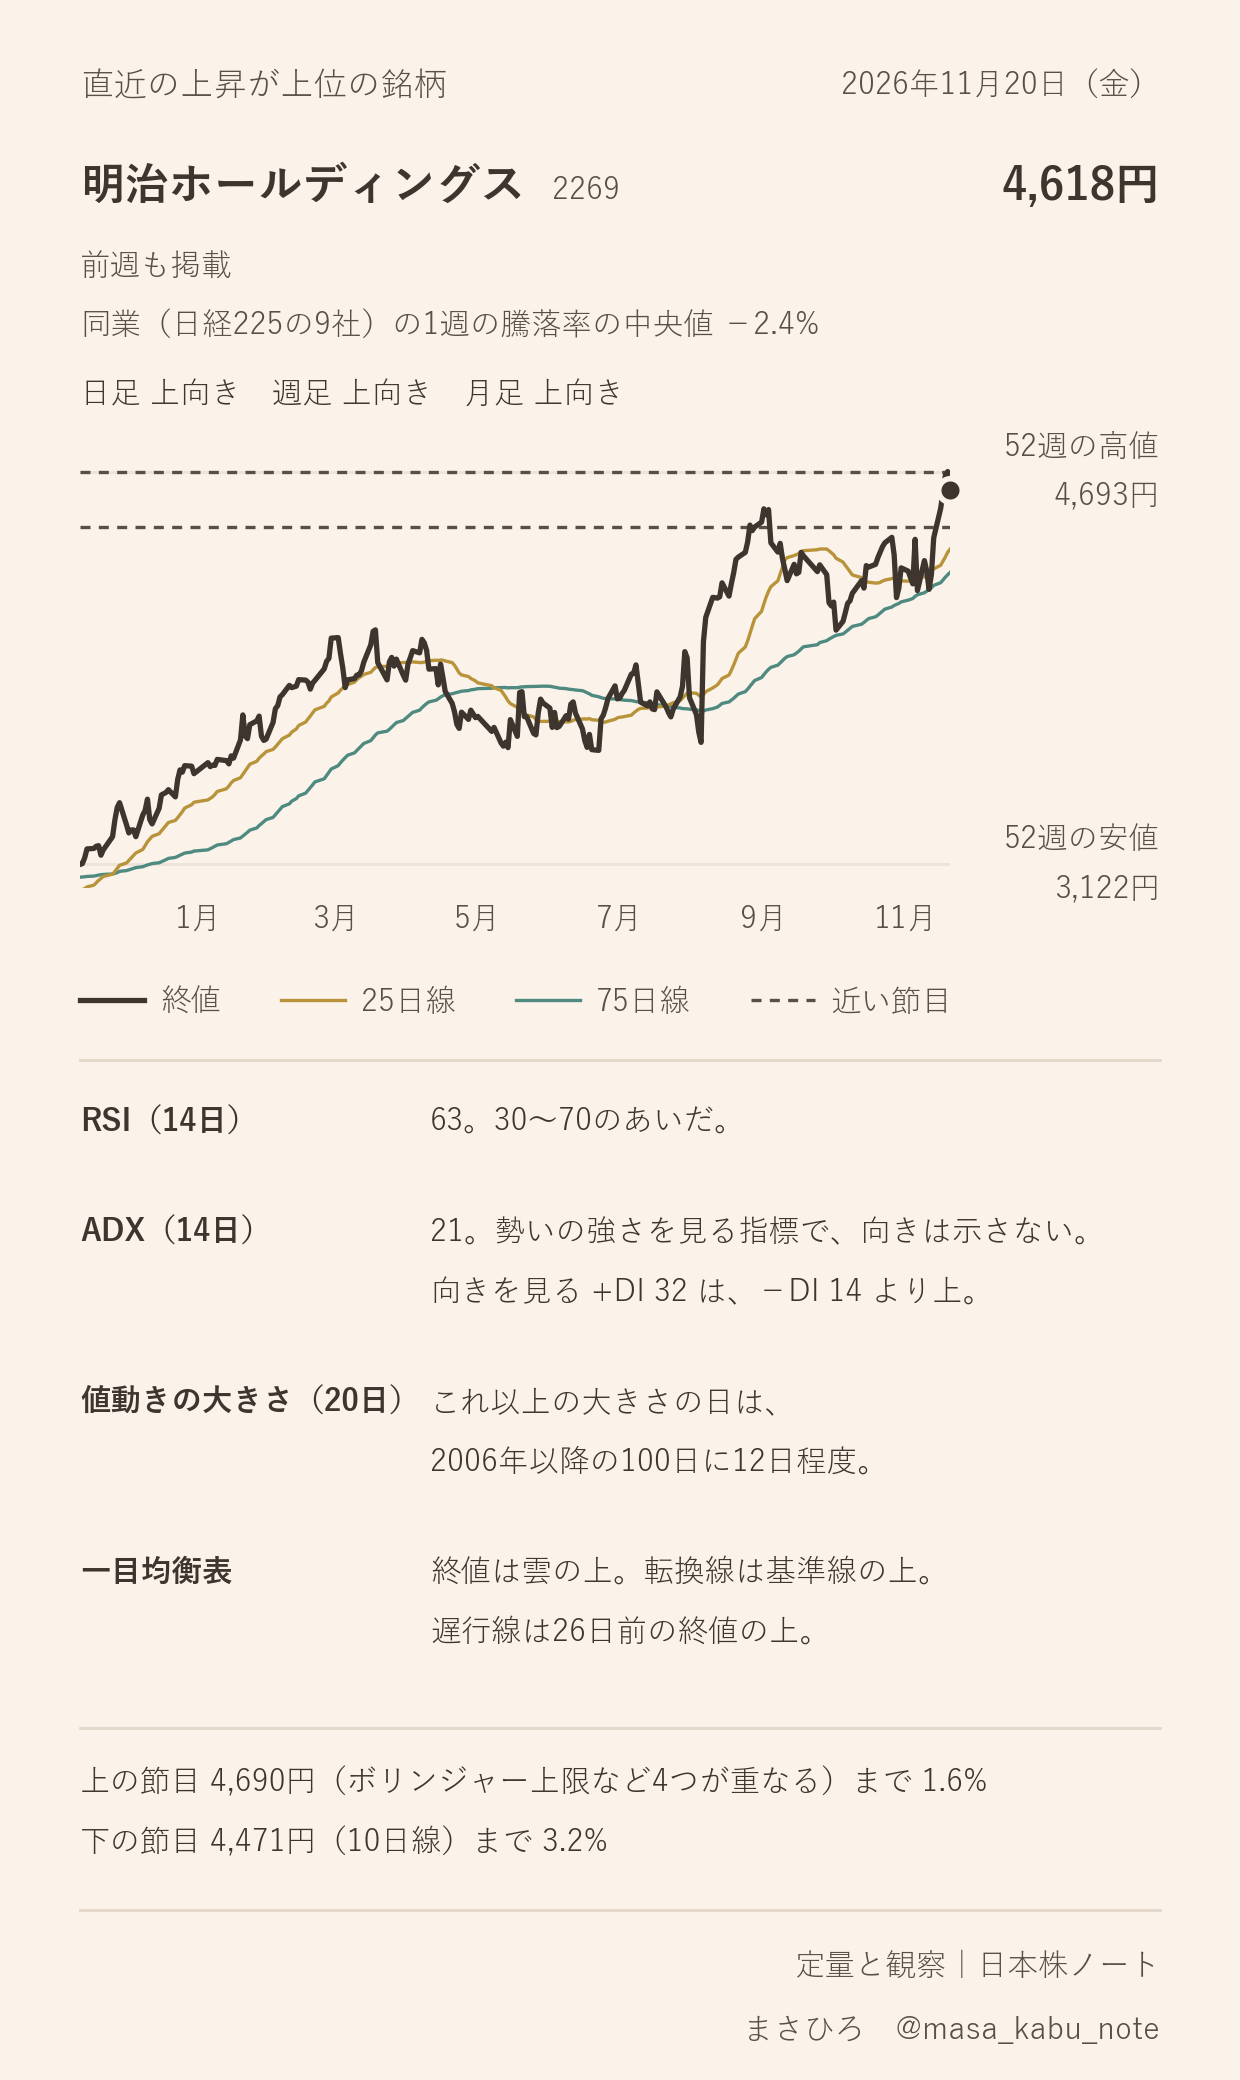 直近の上昇が上位の銘柄
2026年11月20日（金）
明治ホールディングス 2269
4,618円
前週も掲載
同業（日経225の9社）の1週の騰落率の中央値 −2.4%
日足 上向き　週足 上向き　月足 上向き
52週の高値
4,693円
52週の安値
3,122円
1月 3月 5月 7月 9月 11月
終値 25日線 75日線 近い節目
RSI（14日） 63。30〜70のあいだ。
ADX（14日） 21。勢いの強さを見る指標で、向きは示さない。
向きを見る +DI 32 は、−DI 14 より上。
値動きの大きさ（20日） これ以上の大きさの日は、
2006年以降の100日に12日程度。
一目均衡表 終値は雲の上。転換線は基準線の上。
遅行線は26日前の終値の上。
上の節目 4,690円（ボリンジャー上限など4つが重なる）まで 1.6%
下の節目 4,471円（10日線）まで 3.2%
定量と観察｜日本株ノート
まさひろ　@masa_kabu_note